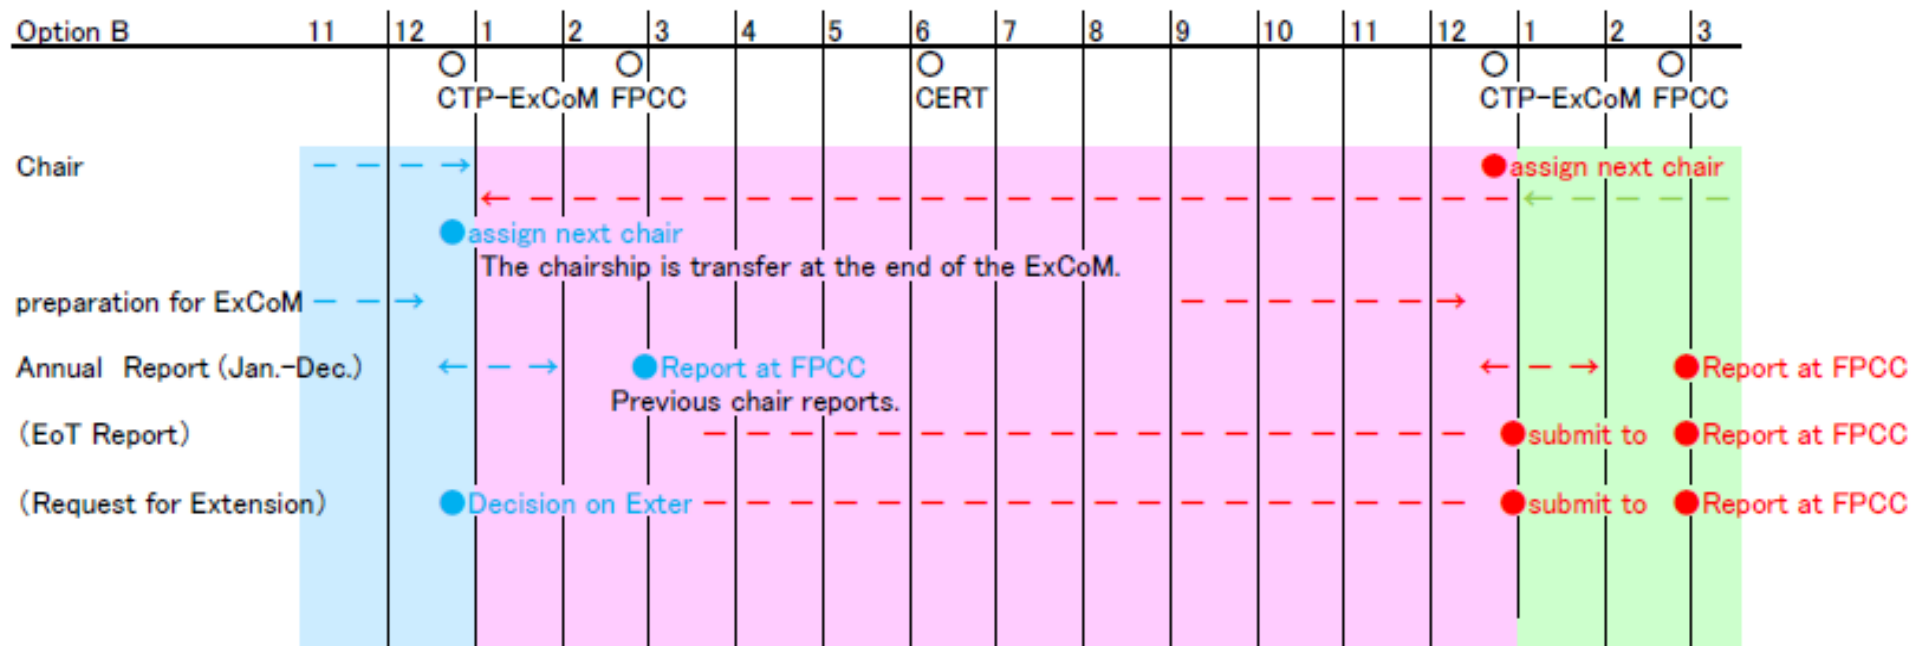 Option B 11 12 1 2 3 4 5 6 7 8 9 10 11 12 1 2 3
CTP-ExCoM FPCC CERT CTP-ExCoM FPCC
Chair
assign next chair
assign next chair
The chairship is transfer at the end of the ExCoM.
preparation for ExCoM
Annual Report (Jan.-Dec.) Report at FPCC Report at FPCC
Previous chair reports.
(EoT Report) submit to Report at FPCC
(Request for Extension) Decision on Exter submit to Report at FPCC